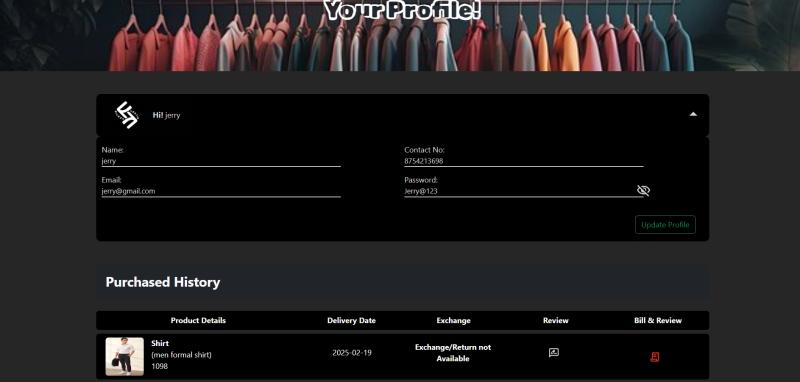 Your Profile!
Hi! jerry
Name:
jerry
Contact No:
8754213698
Email:
jerry@gmail.com
Password:
Jerry@123
Update Profile
Purchased History
Product Details Delivery Date Exchange Review Bill & Review
Shirt
(men formal shirt)
1098
2025-02-19
Exchange/Return not
Available